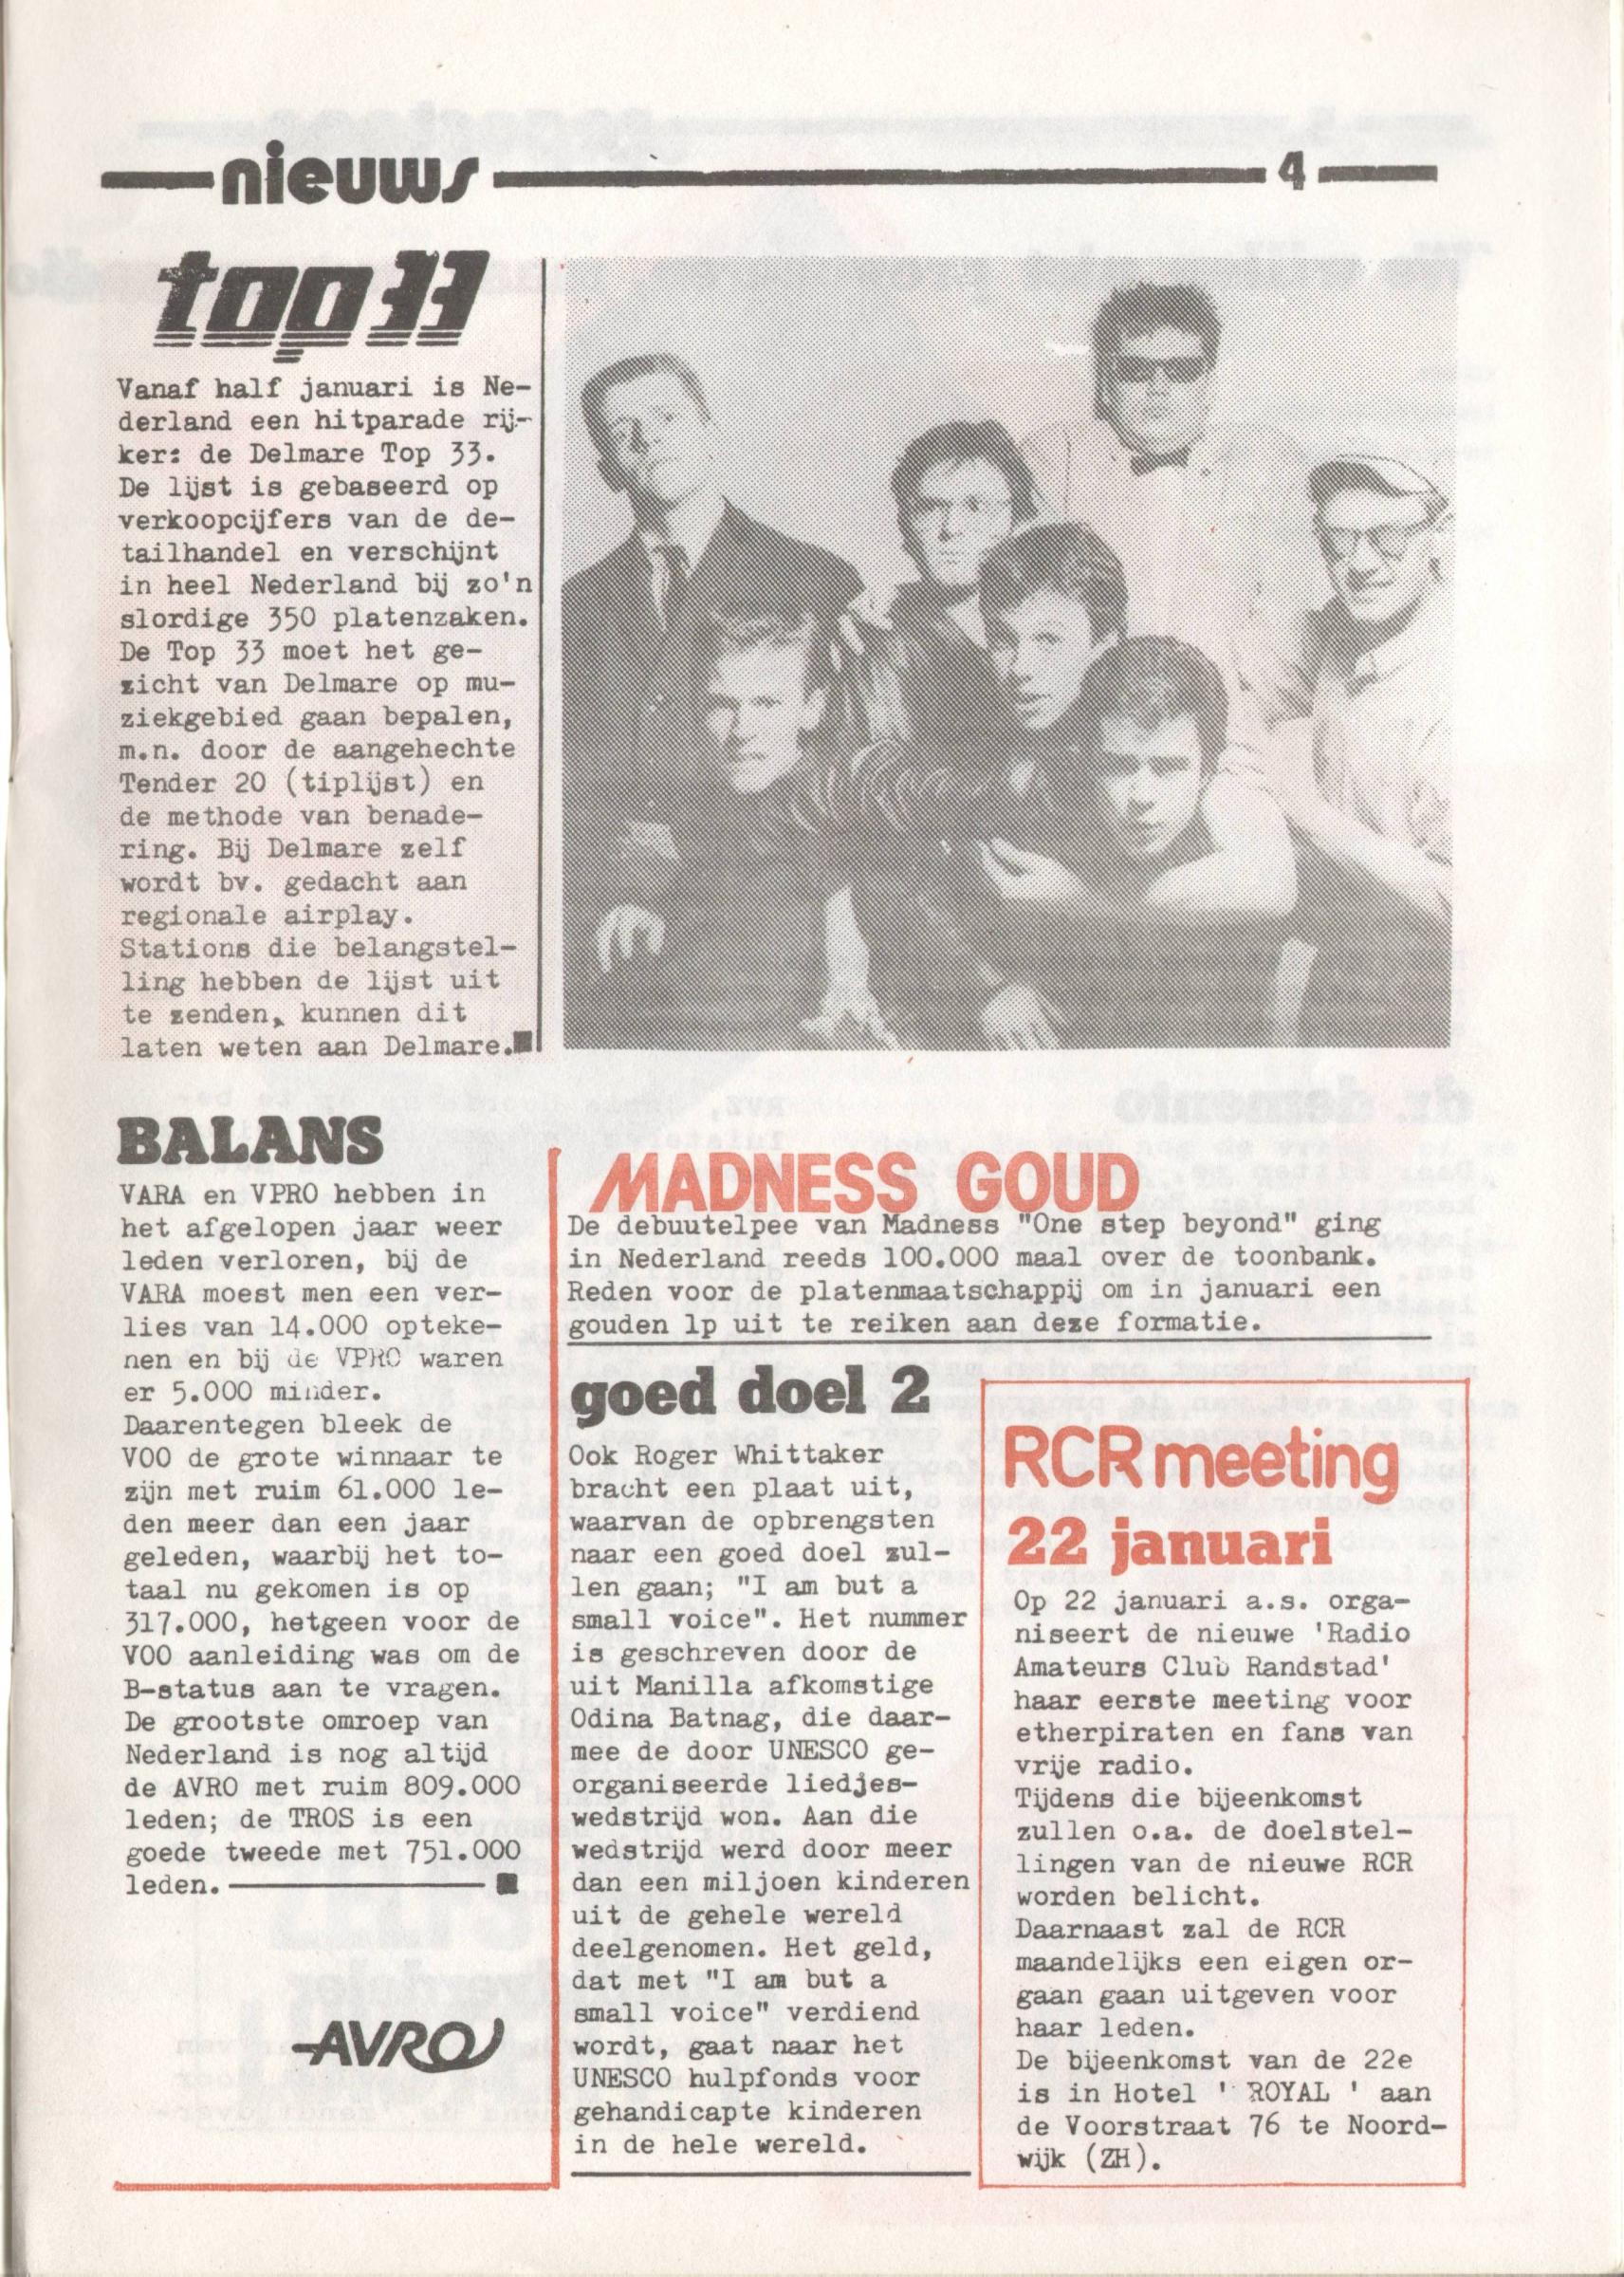 nieuws
4
top 33
Vanaf half januari is Ne-
derland een hitparade rij-
ker: de Delmare Top 33.
De lijst is gebaseerd op
verkoopcijfers van de de-
tailhandel en verschijnt
in heel Nederland bij zo'n
slordige 350 platenzaken.
De Top 33 moet het ge-
zicht van Delmare op mu-
ziekgebied gaan bepalen,
m.n. door de aangehechte
Tender 20 (tiplijst) en
de methode van benade-
ring. Bij Delmare zelf
wordt bv. gedacht aan
regionale airplay.
Stations die belangstel-
ling hebben de lijst uit
te zenden, kunnen dit
laten weten aan Delmare.
BALANS
VARA en VPRO hebben in
het afgelopen jaar weer
leden verloren, bij de
VARA moest men een ver-
lies van 14.000 opteke-
nen en bij de VPRO waren
er 5.000 minder.
Daarentegen bleek de
VOO de grote winnaar te
zijn met ruim 61.000 le-
den meer dan een jaar
geleden, waarbij het to-
taal nu gekomen is op
317.000, hetgeen voor de
VOO aanleiding was om de
B-status aan te vragen.
De grootste omroep van
Nederland is nog altijd
de AVRO met ruim 809.000
leden; de TROS is een
goede tweede met 751.000
leden.
AVRO
MADNESS GOUD
De debuutelpee van Madness "One step beyond" ging
in Nederland reeds 100.000 maal over de toonbank.
Reden voor de platenmaatschappij om in januari een
gouden lp uit te reiken aan deze formatie.
goed doel 2
Ook Roger Whittaker
bracht een plaat uit,
waarvan de opbrengsten
naar een goed doel zul-
len gaan; "I am but a
small voice". Het nummer
is geschreven door de
uit Manilla afkomstige
Odina Batnag, die daar-
mee de door UNESCO ge-
organiseerde liedjes-
wedstrijd won. Aan die
wedstrijd werd door meer
dan een miljoen kinderen
uit de gehele wereld
deelgenomen. Het geld,
dat met "I am but a
small voice" verdiend
wordt, gaat naar het
UNESCO hulpfonds voor
gehandicapte kinderen
in de hele wereld.
RCR meeting
22 januari
Op 22 januari a.s. orga-
niseert de nieuwe 'Radio
Amateurs Club Randstad'
haar eerste meeting voor
etherpiraten en fans van
vrije radio.
Tijdens die bijeenkomst
zullen o.a. de doelstel-
lingen van de nieuwe RCR
worden belicht.
Daarnaast zal de RCR
maandelijks een eigen or-
gaan gaan uitgeven voor
haar leden.
De bijeenkomst van de 22e
is in Hotel ' ROYAL ' aan
de Voorstraat 76 te Noord-
wijk (ZH).